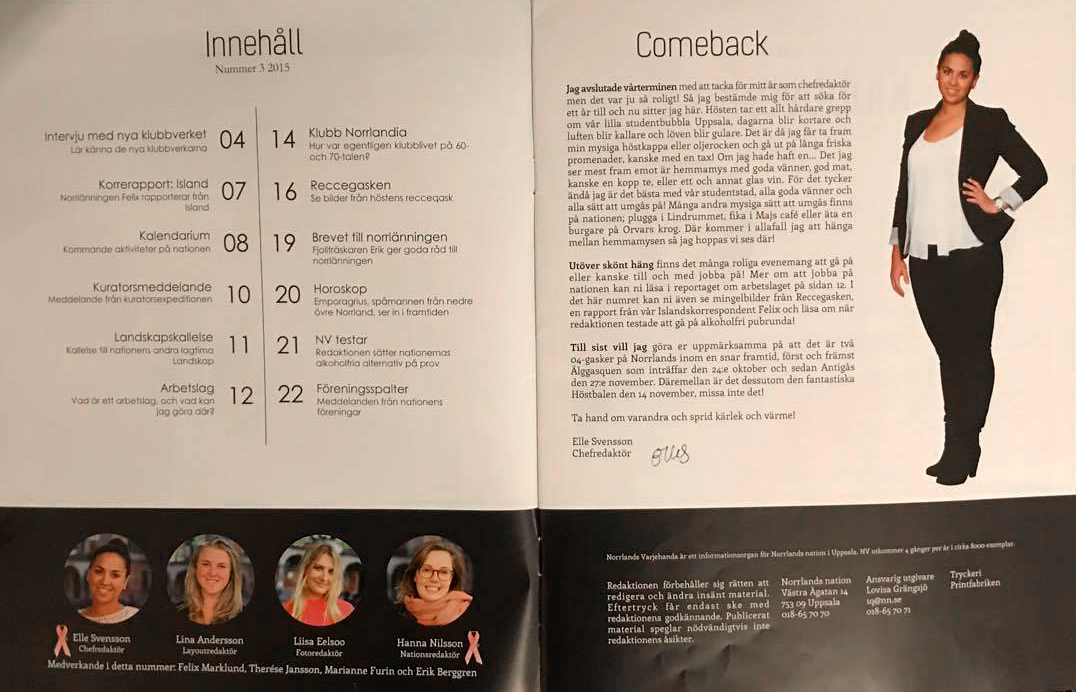 Innehåll
Nummer 3 2015
Intervju med nya klubbverket 04
Lär känna de nya klubbverkarna
Korrerapport: Island 07
Norrlänningen Felix rapporterar från
Island
Kalendarium 08
Kommande aktiviteter på nationen
Kuratorsmeddelande 10
Meddelande från kuratorsexpeditionen
Landskapskallelse 11
Kallelse till nationens andra lagtima
Landskap
Arbetslag 12
Vad är ett arbetslag, och vad kan
jag göra där?
14 Klubb Norrlandia
Hur var egentligen klubblivet på 60-
och 70-talen?
16 Reccegasken
Se bilder från höstens reccegask
19 Brevet till norrlänningen
Fjollträskaren Erik ger goda råd till
norrlänningen
20 Horoskop
Emporagrius, spåmannen från nedre
övre Norrland, ser in i framtiden
21 NV testar
Redaktionen sätter nationernas
alkoholfria alternativ på prov
22 Föreningsspalter
Meddelanden från nationens
föreningar
Elle Svensson
Chefredaktör
Lina Andersson
Layoutredaktör
Liisa Eelsoo
Fotoredaktör
Hanna Nilsson
Nationsredaktör
Medverkande i detta nummer: Felix Marklund, Therése Jansson, Marianne Furin och Erik Berggren
Comeback
Jag avslutade vårterminen med att tacka för mitt år som chefredaktör
men det var ju så roligt! Så jag bestämde mig för att söka för
ett år till och nu sitter jag här. Hösten tar ett allt hårdare grepp
om vår lilla studentbubbla Uppsala, dagarna blir kortare och
luften blir kallare och löven blir gulare. Det är då jag får ta fram
min mysiga höstkappa eller oljerocken och gå ut på långa friska
promenader, kanske med en tax! Om jag hade haft en... Det jag
ser mest fram emot är hemmamys med goda vänner, god mat,
kanske en kopp te, eller ett och annat glas vin. För det tycker
ändå jag är det bästa med vår studentstad, alla goda vänner och
alla sätt att umgås på! Många andra mysiga sätt att umgås finns
på nationen; plugga i Lindrummet, fika i Majs café eller äta en
burgare på Orvars krog. Där kommer i allafall jag att hänga
mellan hemmamysen så jag hoppas vi ses där!
Utöver skönt häng finns det många roliga evenemang att gå på
eller kanske till och med jobba på! Mer om att jobba på
nationen kan ni läsa i reportaget om arbetslaget på sidan 12. I
det här numret kan ni även se mingelbilder från Reccegasken,
en rapport från vår Islandskorrespondent Felix och läsa om när
redaktionen testade att gå på alkoholfri pubrunda!
Till sist vill jag göra er uppmärksamma på att det är två
04-gasker på Norrlands inom en snar framtid, först och främst
Älggasquen som inträffar den 24:e oktober och sedan Antigås
den 27:e november. Däremellan är det dessutom den fantastiska
Höstbalen den 14 november, missa inte det!
Ta hand om varandra och sprid kärlek och värme!
Elle Svensson
Chefredaktör
Norrlands Varjehanda är ett informationsorgan för Norrlands nation i Uppsala. NV utkommer 4 gånger per år i cirka 8000 exemplar.
Redaktionen förbehåller sig rätten att
redigera och ändra insänt material.
Eftertryck får endast ske med
redaktionens godkännande. Publicerat
material speglar nödvändigtvis inte
redaktionens åsikter.
Norrlands nation
Västra Ågatan 14
753 09 Uppsala
018-65 70 70
Ansvarig utgivare
Lovisa Grängsjö
1q@nn.se
018-65 70 71
Tryckeri
Printfabriken